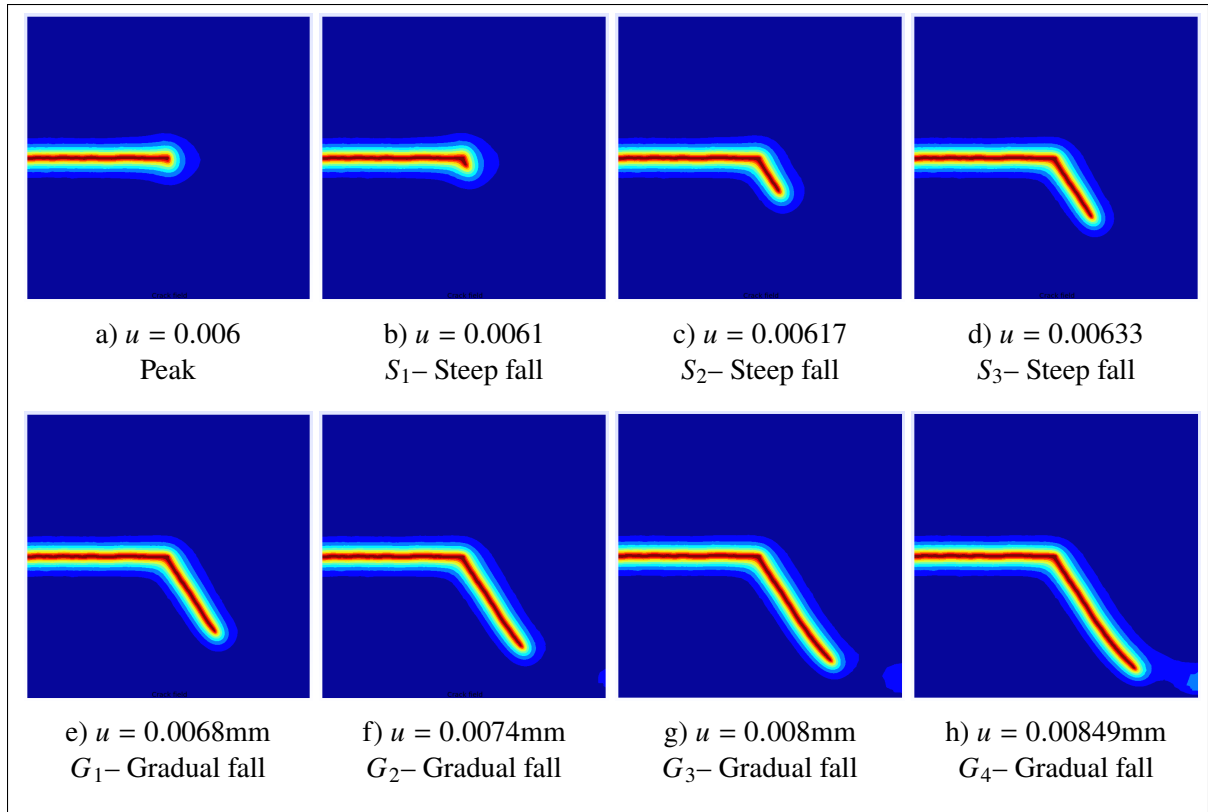 a) u = 0.006
Peak
b) u = 0.0061
S₁– Steep fall
c) u = 0.00617
S₂– Steep fall
d) u = 0.00633
S₃– Steep fall
e) u = 0.0068mm
G₁– Gradual fall
f) u = 0.0074mm
G₂– Gradual fall
g) u = 0.008mm
G₃– Gradual fall
h) u = 0.00849mm
G₄– Gradual fall